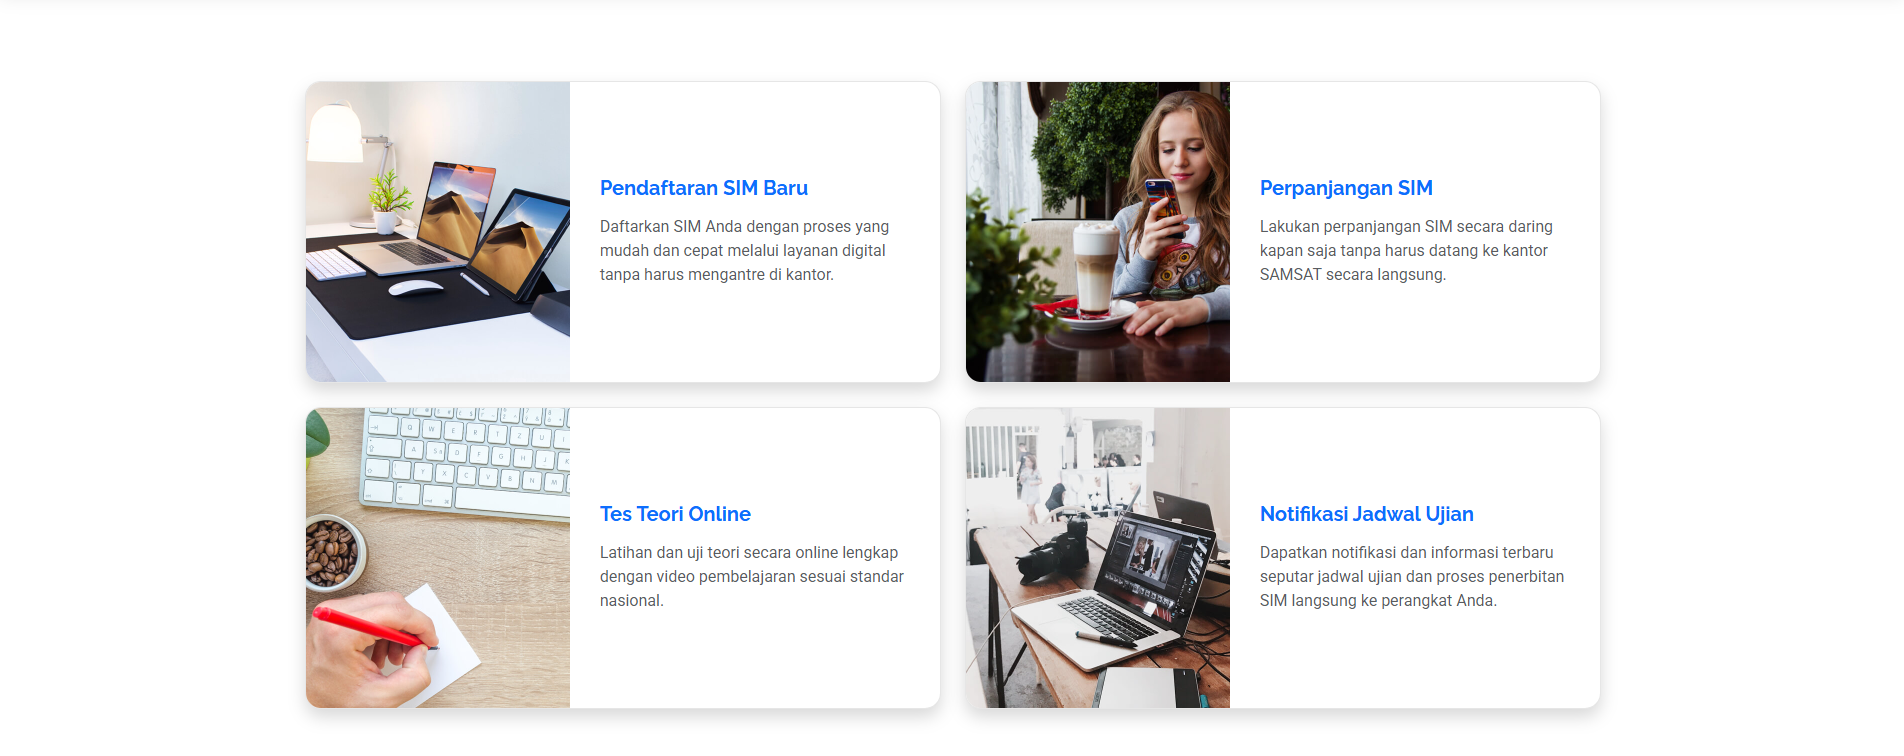 Pendaftaran SIM Baru
Daftarkan SIM Anda dengan proses yang
mudah dan cepat melalui layanan digital
tanpa harus mengantre di kantor.
Perpanjangan SIM
Lakukan perpanjangan SIM secara daring
kapan saja tanpa harus datang ke kantor
SAMSAT secara langsung.
Tes Teori Online
Latihan dan uji teori secara online lengkap
dengan video pembelajaran sesuai standar
nasional.
Notifikasi Jadwal Ujian
Dapatkan notifikasi dan informasi terbaru
seputar jadwal ujian dan proses penerbitan
SIM langsung ke perangkat Anda.